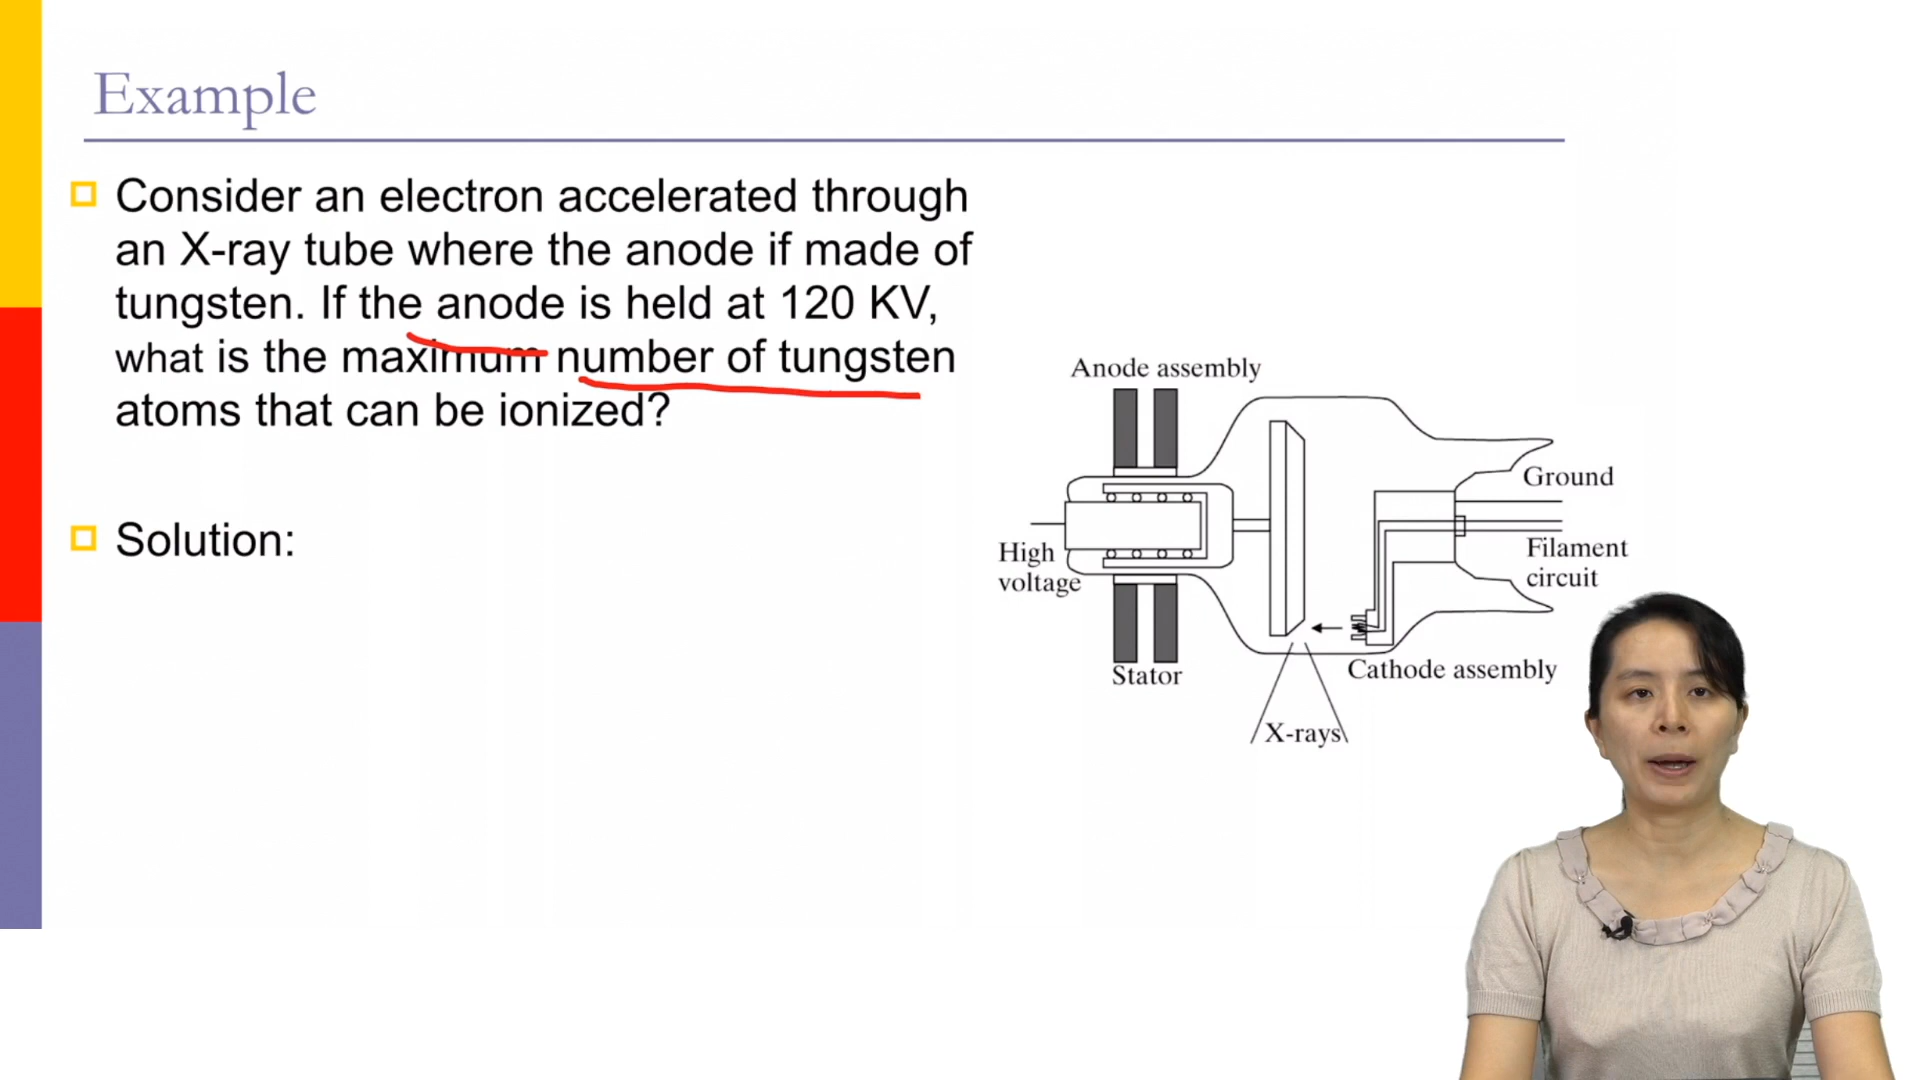 Example
Consider an electron accelerated through
an X-ray tube where the anode if made of
tungsten. If the anode is held at 120 KV,
what is the maximum number of tungsten
atoms that can be ionized?
Solution:
Anode assembly
Ground
High
voltage
Filament
circuit
Stator
Cathode assembly
X-rays